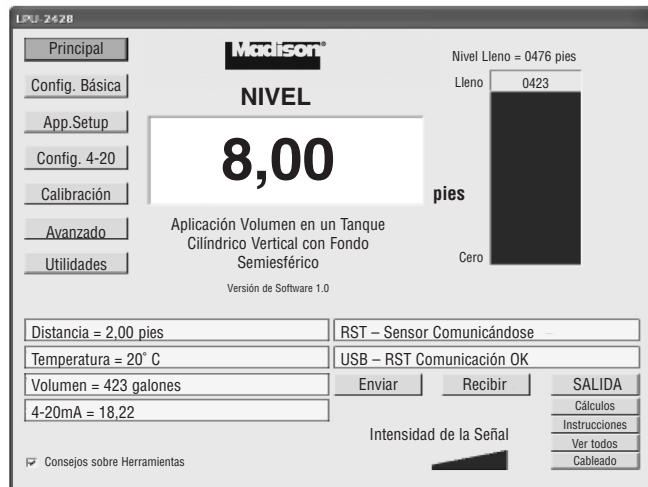 LPU-2428
Principal
Config. Básica
App.Setup
Config. 4-20
Calibración
Avanzado
Utilidades
Madison®
NIVEL
8,00
pies
Aplicación Volumen en un Tanque
Cilíndrico Vertical con Fondo
Semiesférico
Versión de Software 1.0
Nivel Lleno = 0476 pies
Lleno
0423
Cero
Distancia = 2,00 pies
Temperatura = 20° C
Volumen = 423 galones
4-20mA = 18,22
RST – Sensor Comunicándose
USB – RST Comunicación OK
Enviar
Recibir
SALIDA
Cálculos
Instrucciones
Ver todos
Cableado
Intensidad de la Señal
Consejos sobre Herramientas